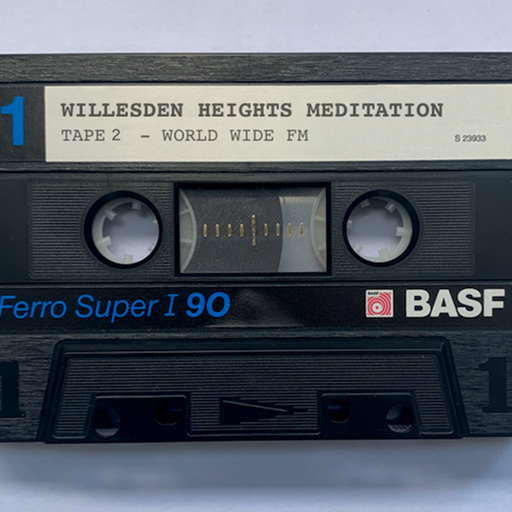 1
WILLESDEN HEIGHTS MEDITATION
TAPE 2 - WORLD WIDE FM
S 23933
Ferro Super I 90
BASF BASF
1 1